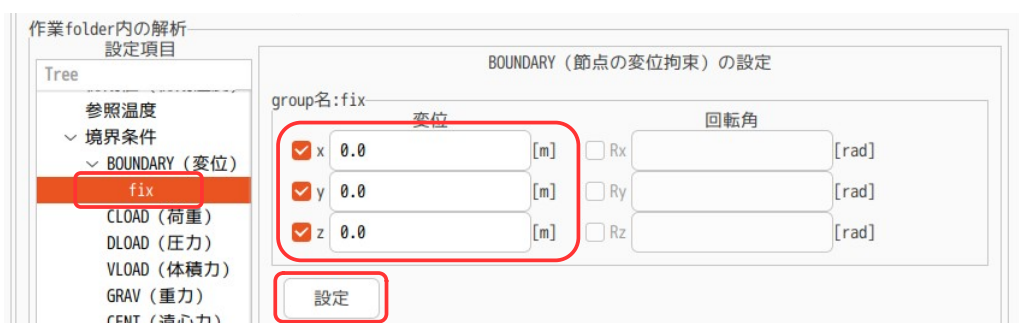 作業folder内の解析
設定項目
Tree
参照温度
境界条件
BOUNDARY (変位)
fix
CLOAD (荷重)
DLOAD (圧力)
VLOAD (体積力)
GRAV (重力)
CENT (遠心力)
BOUNDARY (節点の変位拘束) の設定
group名:fix
変位 回転角
x 0.0 [m] Rx [rad]
y 0.0 [m] Ry [rad]
z 0.0 [m] Rz [rad]
設定